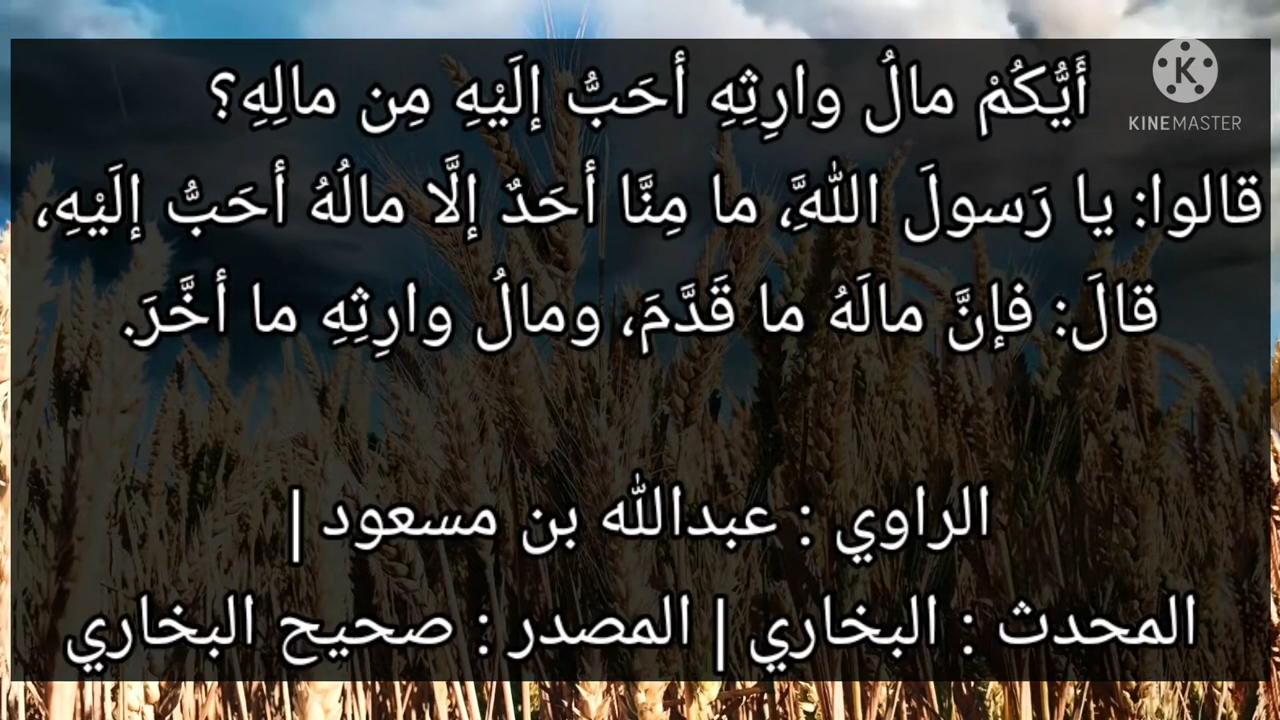 أَيُّكُمْ مالُ وارِثِهِ أحَبُّ إلَيْهِ مِن مالِهِ؟
KINEMASTER
قالوا: يا رَسولَ اللَّهِ، ما مِنَّا أحَدٌ إلَّا مالُهُ أحَبُّ إلَيْهِ،
قالَ: فإنَّ مالَهُ ما قَدَّمَ، ومالُ وارِثِهِ ما أخَّرَ.
الراوي : عبدالله بن مسعود |
المحدث : البخاري | المصدر : صحيح البخاري